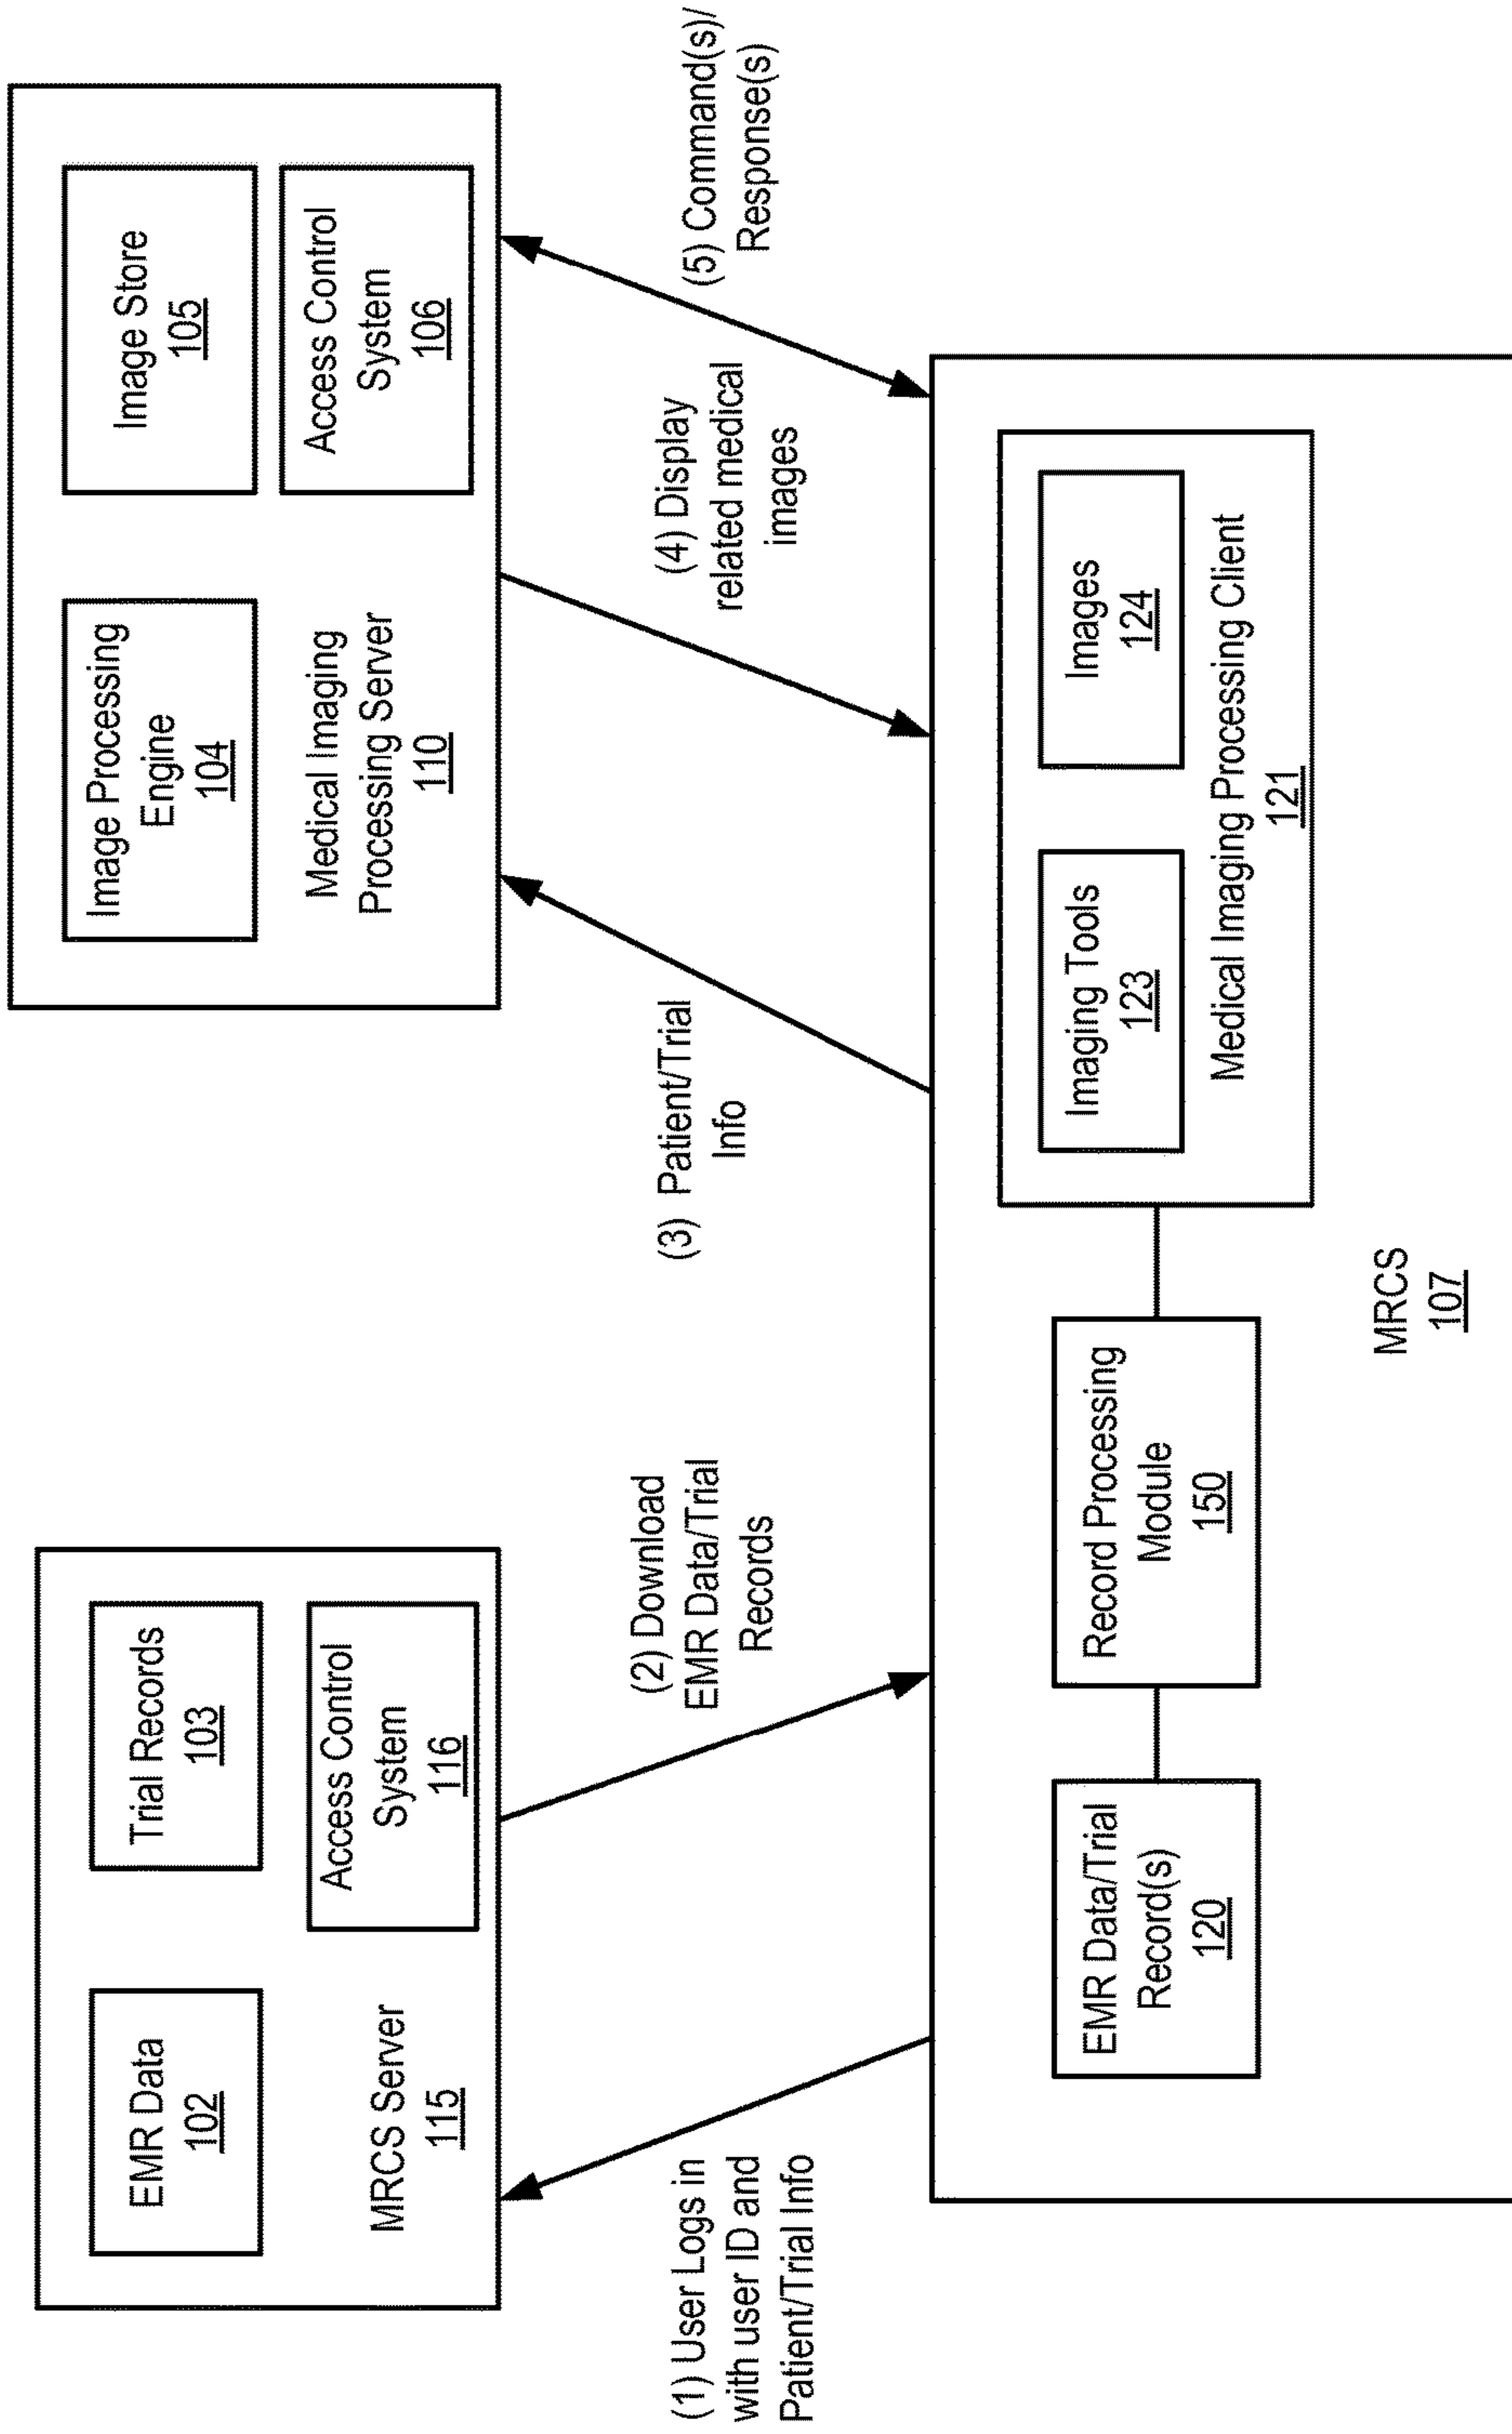 EMR Data
102
Trial Records
103
MRCS Server
115
Access Control
System
116
Image Processing
Engine
104
Image Store
105
Medical Imaging
Processing Server
110
Access Control
System
106
(1) User Logs in
with user ID and
Patient/Trial Info
(2) Download
EMR Data/Trial
Records
(3) Patient/Trial
Info
(4) Display
related medical
images
(5) Command(s)/
Response(s)
EMR Data/Trial
Record(s)
120
Record Processing
Module
150
Imaging Tools
123
Images
124
Medical Imaging Processing Client
121
MRCS
107